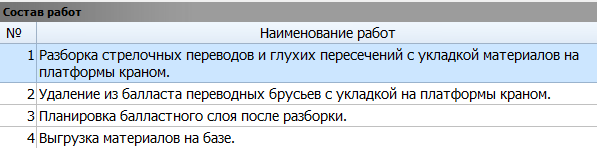 Состав работ
№ Наименование работ
1 Разборка стрелочных переводов и глухих пересечений с укладкой материалов на
платформы краном.
2 Удаление из балласта переводных брусьев с укладкой на платформы краном.
3 Планировка балластного слоя после разборки.
4 Выгрузка материалов на базе.